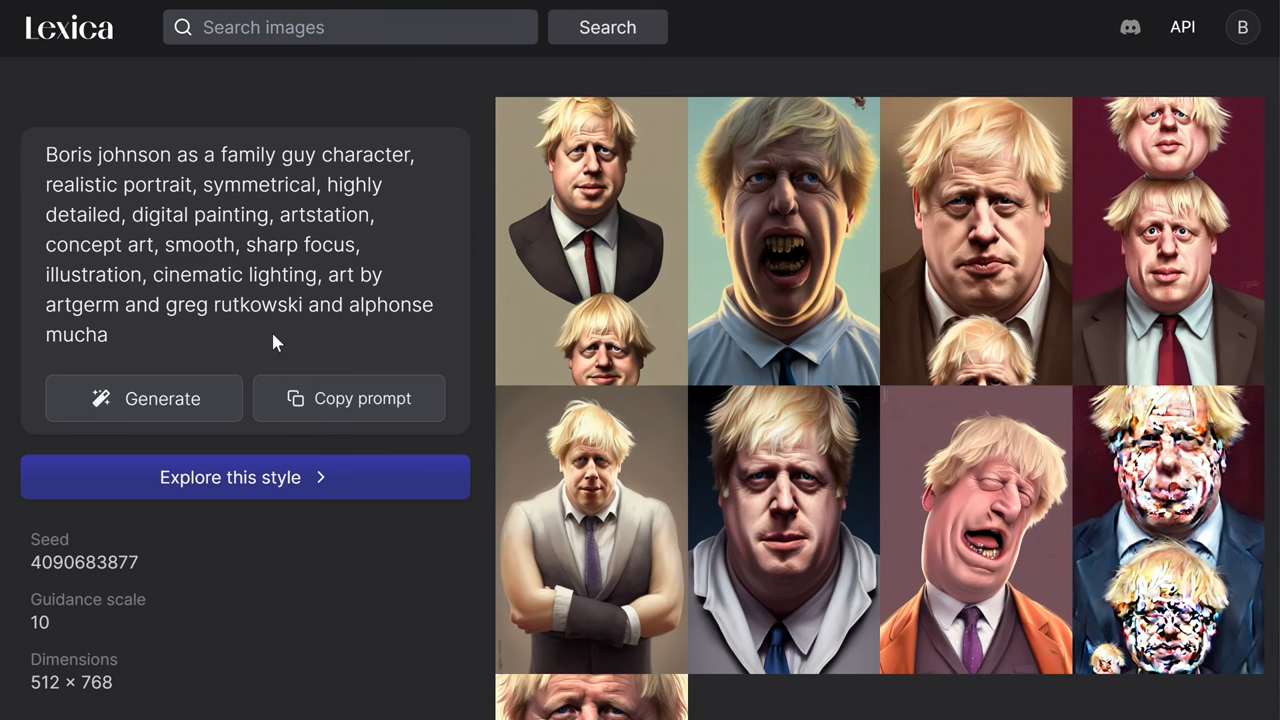 Lexica
Search images
Search
API
B
Boris johnson as a family guy character,
realistic portrait, symmetrical, highly
detailed, digital painting, artstation,
concept art, smooth, sharp focus,
illustration, cinematic lighting, art by
artgerm and greg rutkowski and alphonse
mucha
Generate
Copy prompt
Explore this style
Seed
4090683877
Guidance scale
10
Dimensions
512 × 768